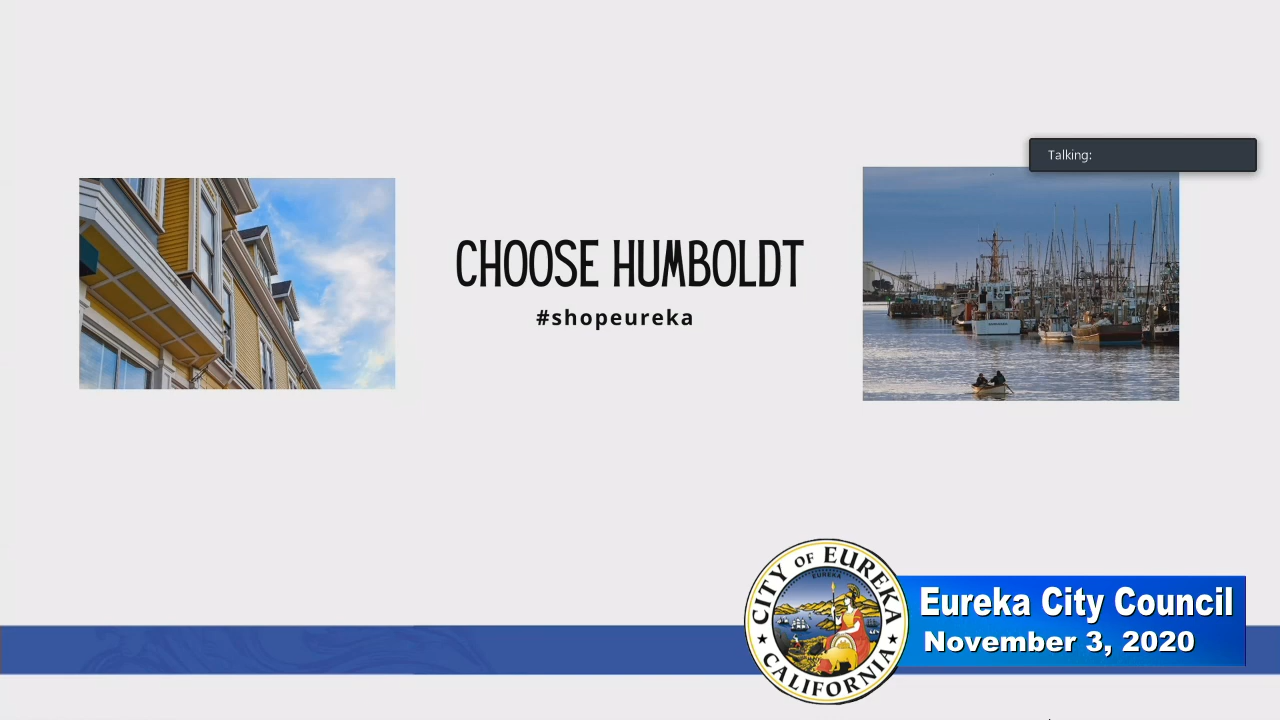 Talking:
CHOOSE HUMBOLDT
#shopeureka
CITY OF EUREKA
EUREKA
CALIFORNIA
Eureka City Council
November 3, 2020